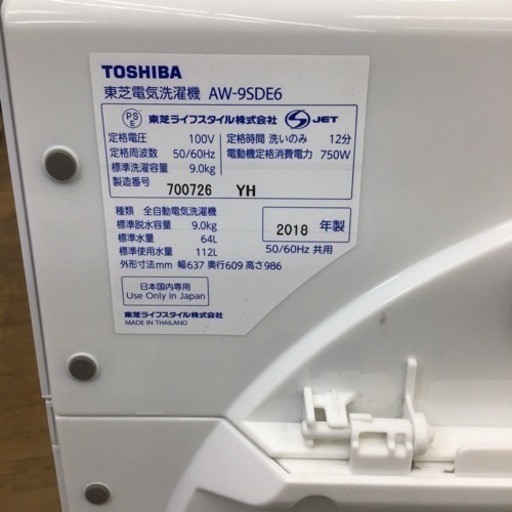 TOSHIBA
東芝電気洗濯機 AW-9SDE6
PS E 東芝ライフスタイル株式会社 S JET
定格電圧 100V 定格時間 洗いのみ 12分
定格周波数 50/60Hz 電動機定格消費電力 750W
標準洗濯容量 9.0kg
製造番号 700726 YH
種類 全自動電気洗濯機
標準脱水容量 9.0kg 2018 年製
標準水量 64L
標準使用水量 112L 50/60Hz 共用
外形寸法mm 幅637 奥行609 高さ986
日本国内専用
Use Only in Japan
東芝ライフスタイル株式会社
MADE IN THAILAND